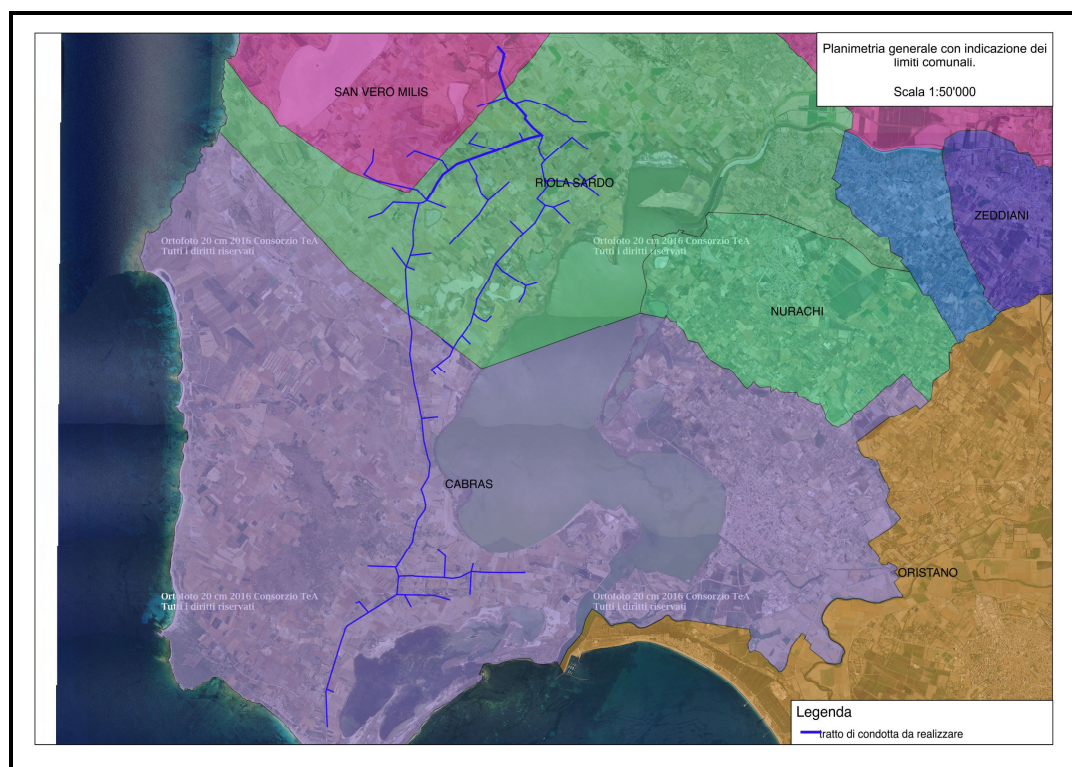 Planimetria generale con indicazione dei
limiti comunali.
Scala 1:50'000
SAN VERO MILIS
RIOLA SARDO
ZEDDIANI
Ortofoto 20 cm 2016 Consorzio TeA
Tutti i diritti riservati
Ortofoto 20 cm 2016 Consorzio TeA
Tutti i diritti riservati
NURACHI
CABRAS
ORISTANO
Ortofoto 20 cm 2016 Consorzio TeA
Tutti i diritti riservati
Ortofoto 20 cm 2016 Consorzio TeA
Tutti i diritti riservati
Legenda
tratto di condotta da realizzare